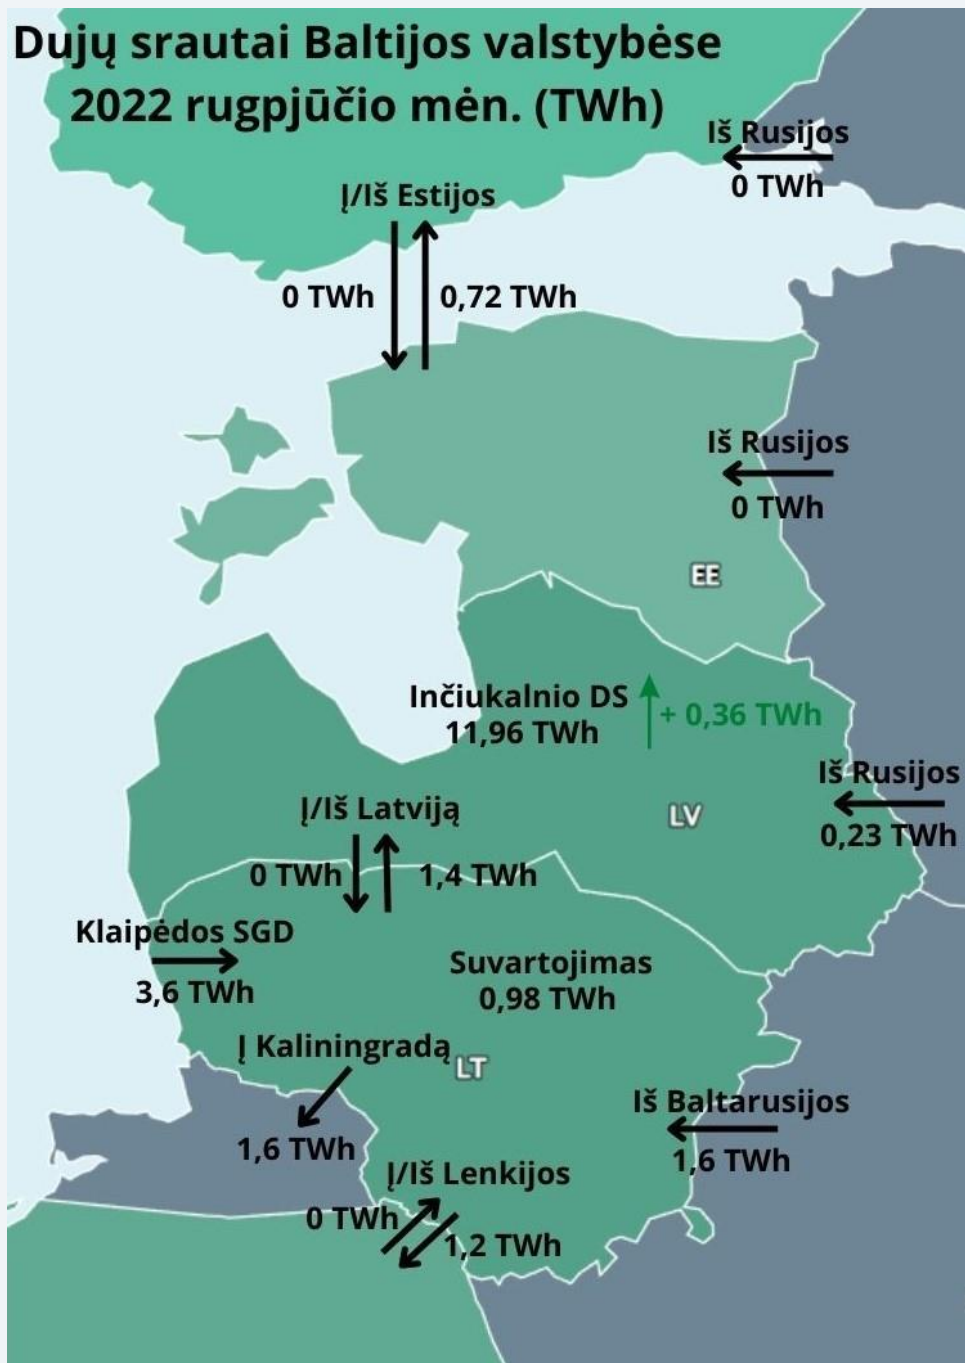 Dujų srautai Baltijos valstybėse
2022 rugpjūčio mėn. (TWh)
Iš Rusijos
0 TWh
Į/Iš Estijos
0 TWh
0,72 TWh
Iš Rusijos
0 TWh
EE
Inčiukalnio DS
11,96 TWh
+ 0,36 TWh
Iš Rusijos
0,23 TWh
LV
Į/Iš Latviją
0 TWh
1,4 TWh
Klaipėdos SGD
3,6 TWh
Suvartojimas
0,98 TWh
Į Kaliningradą
LT
1,6 TWh
Iš Baltarusijos
1,6 TWh
Į/Iš Lenkijos
0 TWh
1,2 TWh